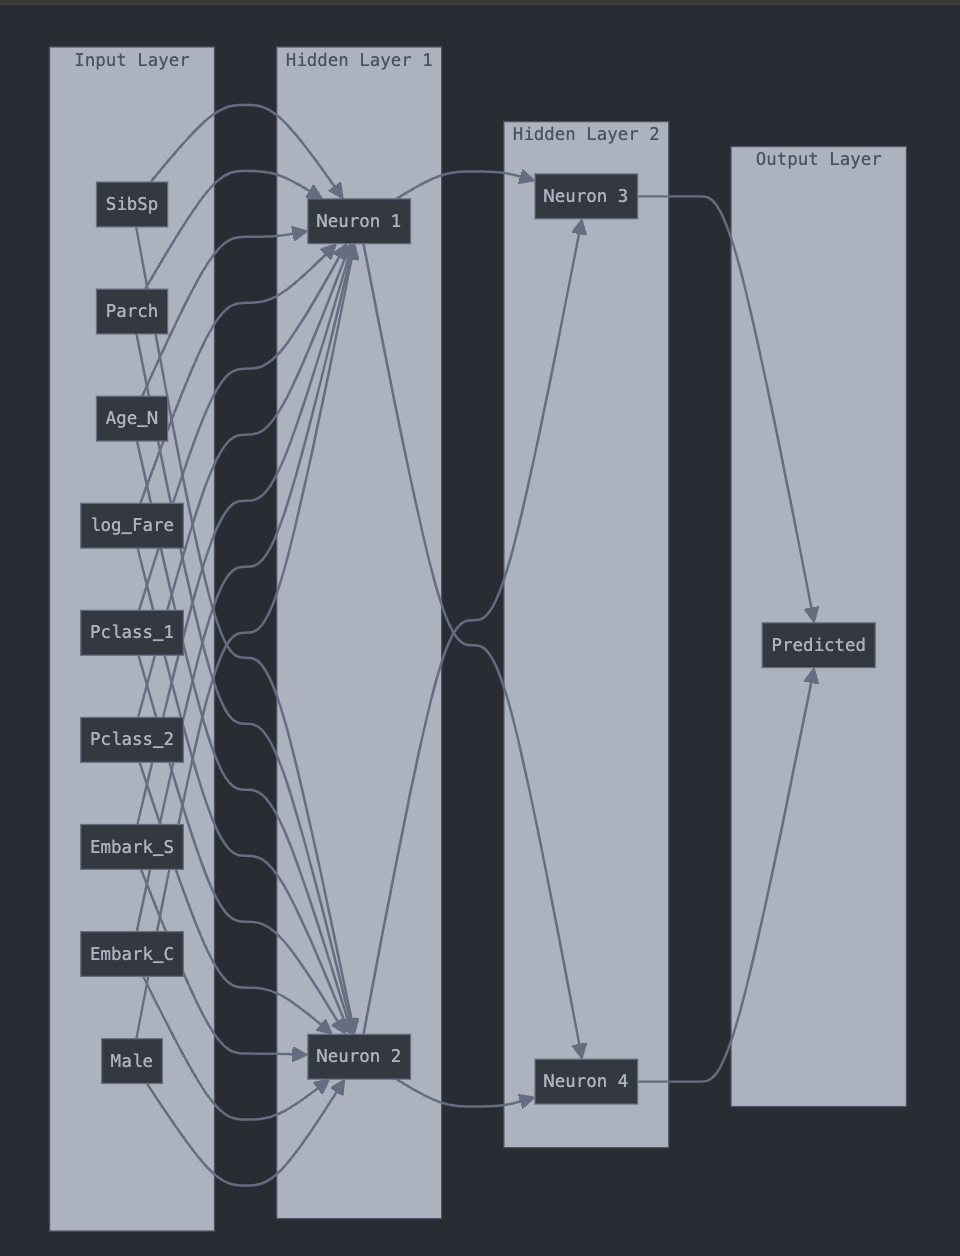 Input Layer
SibSp
Parch
Age_N
log_Fare
Pclass_1
Pclass_2
Embark_S
Embark_C
Male
Hidden Layer 1
Neuron 1
Neuron 2
Hidden Layer 2
Neuron 3
Neuron 4
Output Layer
Predicted